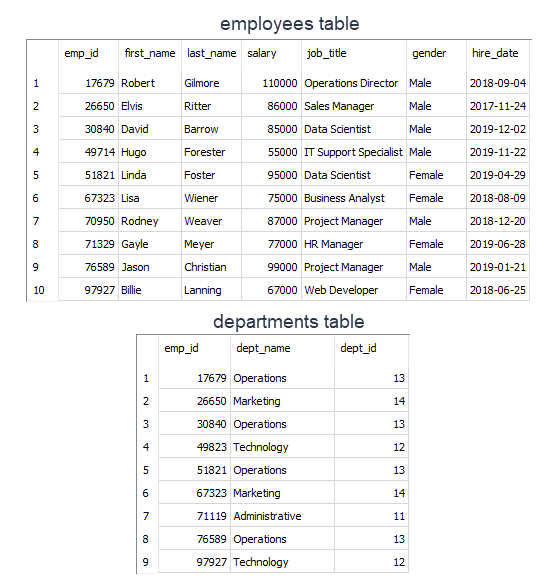 employees table
emp_id first_name last_name salary job_title gender hire_date
1 17679 Robert Gilmore 110000 Operations Director Male 2018-09-04
2 26650 Elvis Ritter 86000 Sales Manager Male 2017-11-24
3 30840 David Barrow 85000 Data Scientist Male 2019-12-02
4 49714 Hugo Forester 55000 IT Support Specialist Male 2019-11-22
5 51821 Linda Foster 95000 Data Scientist Female 2019-04-29
6 67323 Lisa Wiener 75000 Business Analyst Female 2018-08-09
7 70950 Rodney Weaver 87000 Project Manager Male 2018-12-20
8 71329 Gayle Meyer 77000 HR Manager Female 2019-06-28
9 76589 Jason Christian 99000 Project Manager Male 2019-01-21
10 97927 Billie Lanning 67000 Web Developer Female 2018-06-25
departments table
emp_id dept_name dept_id
1 17679 Operations 13
2 26650 Marketing 14
3 30840 Operations 13
4 49823 Technology 12
5 51821 Operations 13
6 67323 Marketing 14
7 71119 Administrative 11
8 76589 Operations 13
9 97927 Technology 12